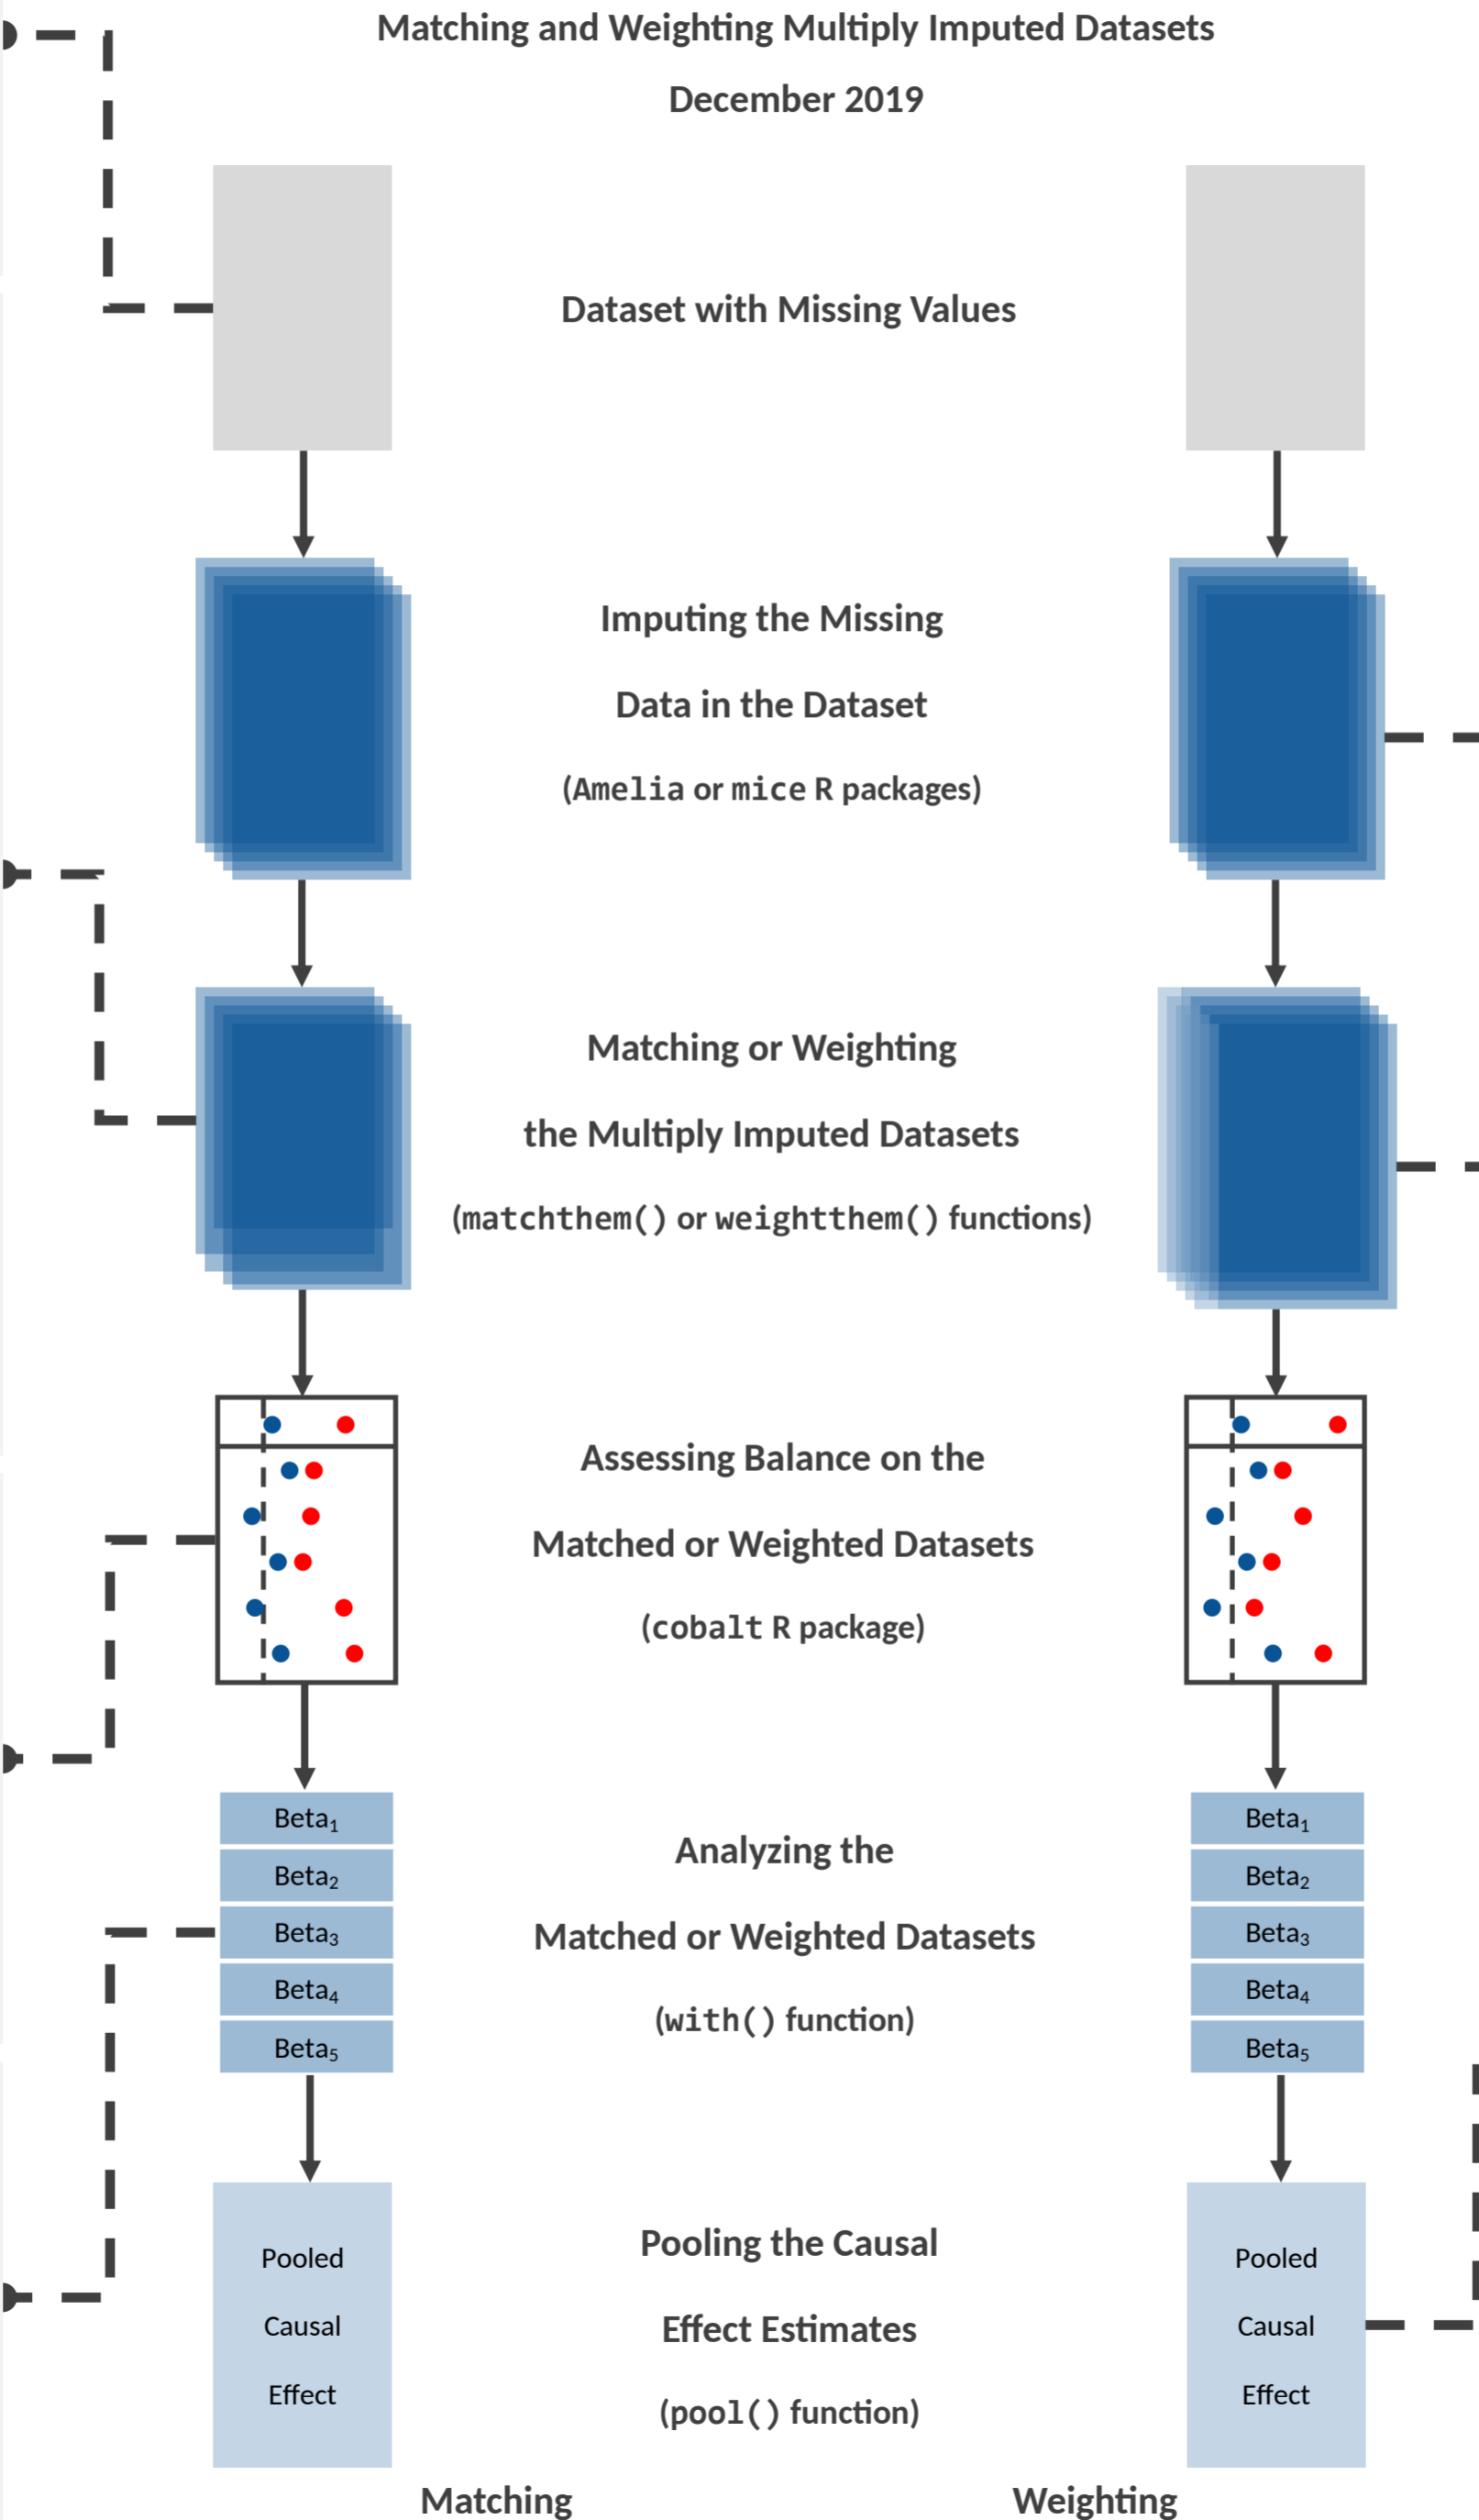 Matching and Weighting Multiply Imputed Datasets
December 2019
Dataset with Missing Values
Imputing the Missing
Data in the Dataset
(Amelia or mice R packages)
Matching or Weighting
the Multiply Imputed Datasets
(matchthem() or weightthem() functions)
Assessing Balance on the
Matched or Weighted Datasets
(cobalt R package)
Beta₁
Beta₂
Beta₃
Beta₄
Beta₅
Analyzing the
Matched or Weighted Datasets
(with() function)
Beta₁
Beta₂
Beta₃
Beta₄
Beta₅
Pooled
Causal
Effect
Pooling the Causal
Effect Estimates
(pool() function)
Pooled
Causal
Effect
Matching
Weighting